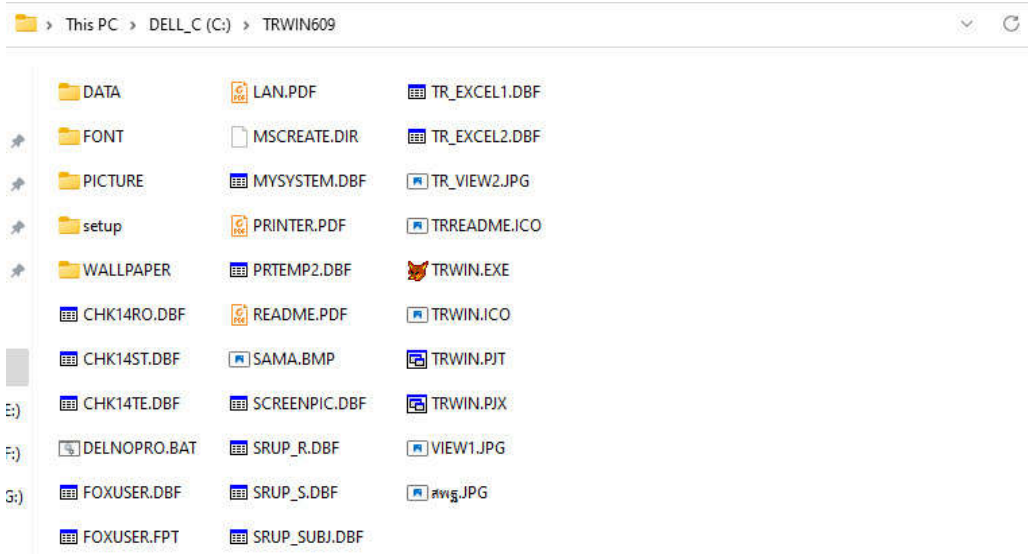 This PC > DELL_C (C:) > TRWIN609
DATA
FONT
PICTURE
setup
WALLPAPER
CHK14RO.DBF
CHK14ST.DBF
CHK14TE.DBF
DELNOPRO.BAT
FOXUSER.DBF
FOXUSER.FPT
LAN.PDF
MSCREATE.DIR
MYSYSTEM.DBF
PRINTER.PDF
PRTEMP2.DBF
README.PDF
SAMA.BMP
SCREENPIC.DBF
SRUP_R.DBF
SRUP_S.DBF
SRUP_SUBJ.DBF
TR_EXCEL1.DBF
TR_EXCEL2.DBF
TR_VIEW2.JPG
TRREADME.ICO
TRWIN.EXE
TRWIN.ICO
TRWIN.PJT
TRWIN.PJX
VIEW1.JPG
สพฐ.JPG
E:)
F:)
G:)